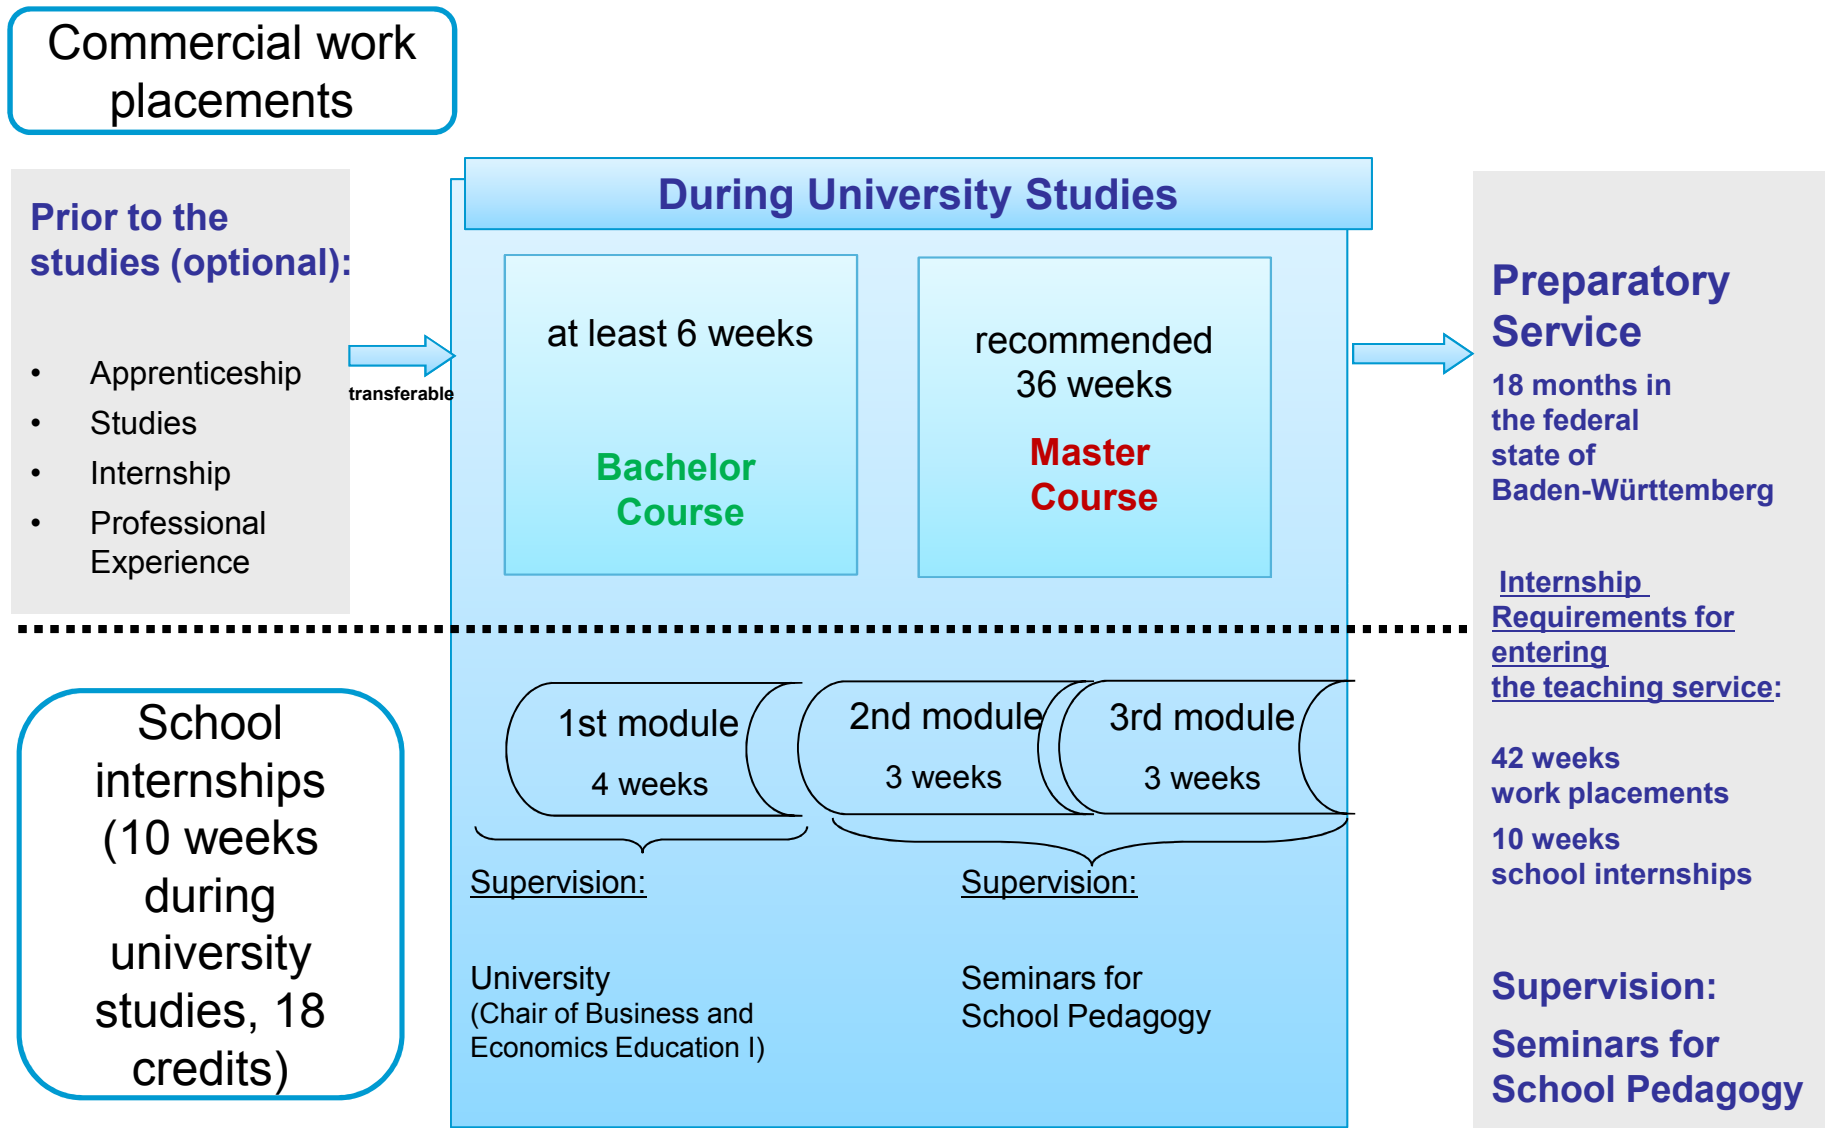 Commercial work
placements
Prior to the
studies (optional):
• Apprenticeship
• Studies
• Internship
• Professional
Experience
transferable
During University Studies
at least 6 weeks
Bachelor
Course
recommended
36 weeks
Master
Course
Preparatory
Service
18 months in
the federal
state of
Baden-Württemberg
Internship
Requirements for
entering
the teaching service:
42 weeks
work placements
10 weeks
school internships
Supervision:
Seminars for
School Pedagogy
School
internships
(10 weeks
during
university
studies, 18
credits)
1st module
4 weeks
2nd module
3 weeks
3rd module
3 weeks
Supervision:
University
(Chair of Business and
Economics Education I)
Supervision:
Seminars for
School Pedagogy